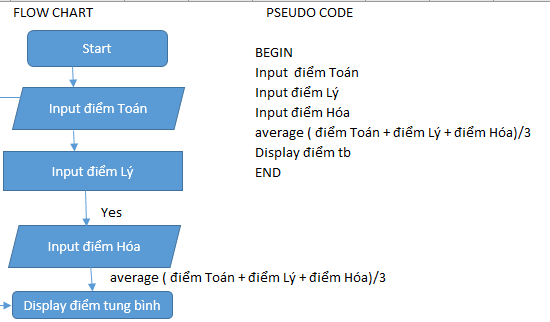 FLOW CHART
Start
Input điểm Toán
Input điểm Lý
Yes
Input điểm Hóa
average ( điểm Toán + điểm Lý + điểm Hóa)/3
Display điểm tung bình
PSEUDO CODE
BEGIN
Input  điểm Toán
Input điểm Lý
Input điểm Hóa
average ( điểm Toán + điểm Lý + điểm Hóa)/3
Display điểm tb
END